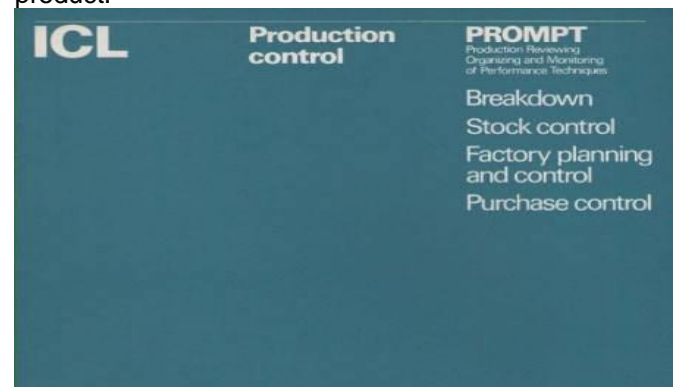 product.
ICL
Production
control
PROMPT
Production Reviewing
Organizing and Monitoring
of Performance Techniques
Breakdown
Stock control
Factory planning
and control
Purchase control